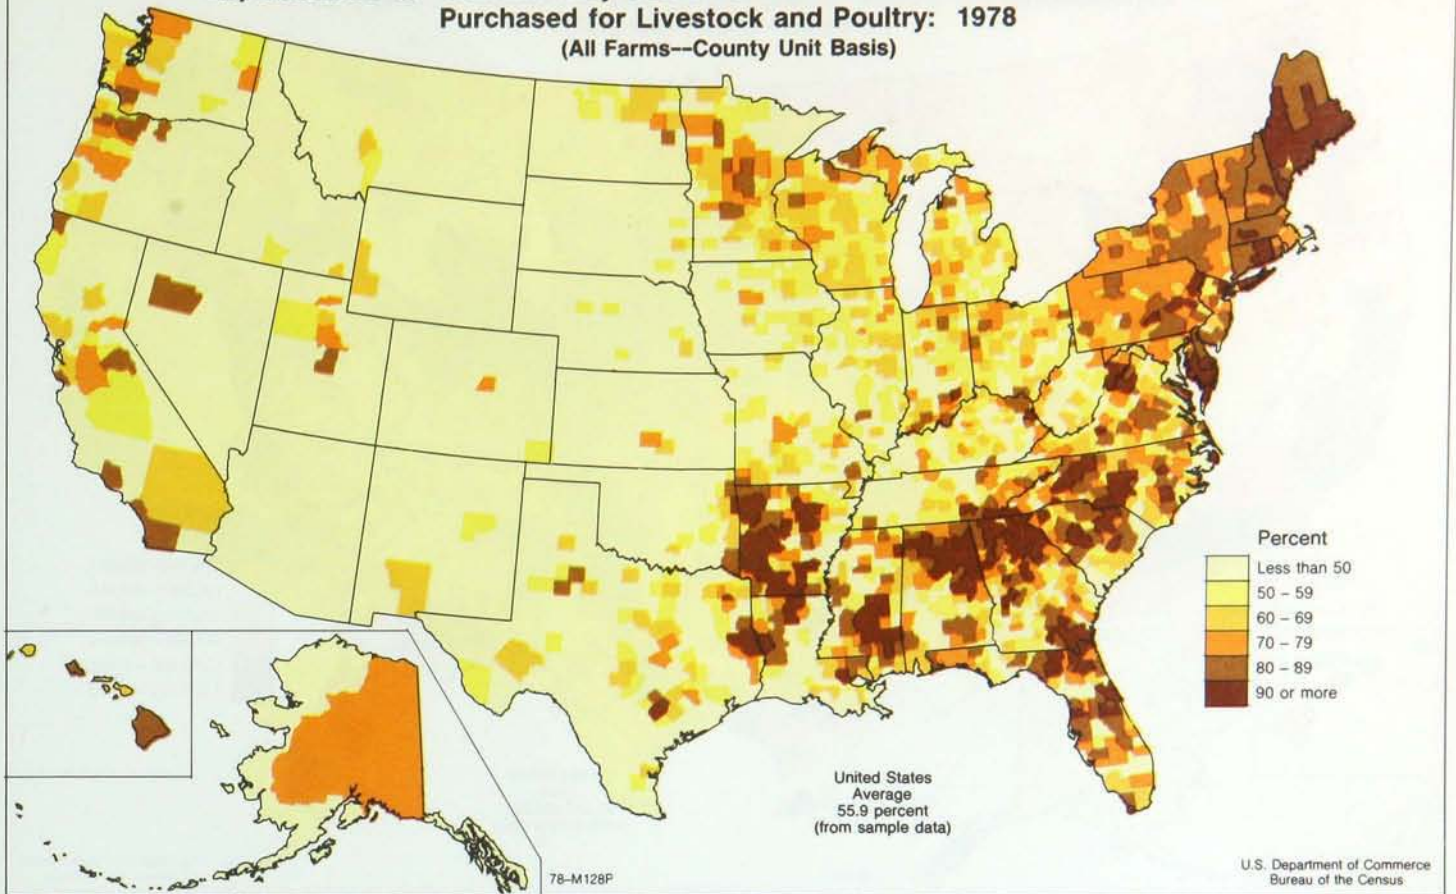 Purchased for Livestock and Poultry: 1978
(All Farms--County Unit Basis)
Percent
Less than 50
50 – 59
60 – 69
70 – 79
80 – 89
90 or more
United States
Average
55.9 percent
(from sample data)
78-M128P
U.S. Department of Commerce
Bureau of the Census